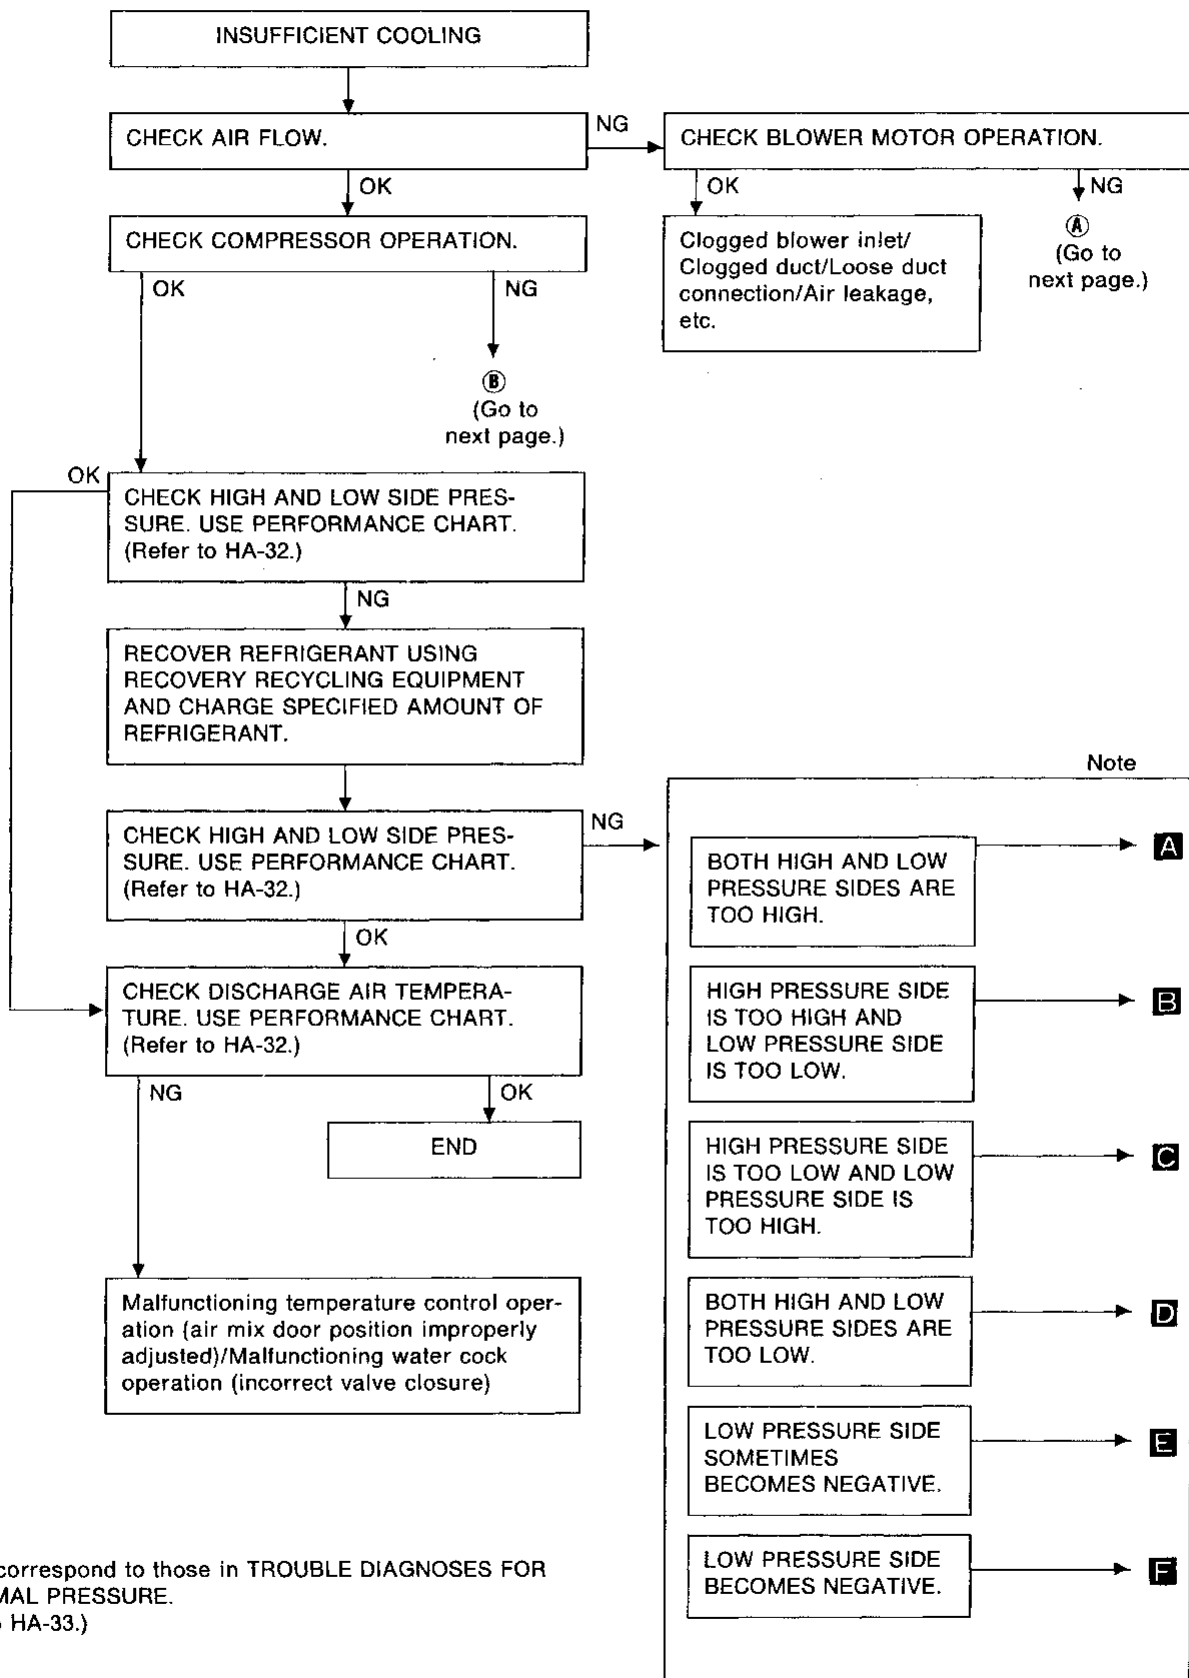 INSUFFICIENT COOLING
CHECK AIR FLOW.
NG
CHECK BLOWER MOTOR OPERATION.
OK
OK
NG
CHECK COMPRESSOR OPERATION.
Clogged blower inlet/
Clogged duct/Loose duct
connection/Air leakage,
etc.
Ⓐ
(Go to
next page.)
OK
NG
Ⓑ
(Go to
next page.)
OK
CHECK HIGH AND LOW SIDE PRES-
SURE. USE PERFORMANCE CHART.
(Refer to HA-32.)
NG
RECOVER REFRIGERANT USING
RECOVERY RECYCLING EQUIPMENT
AND CHARGE SPECIFIED AMOUNT OF
REFRIGERANT.
CHECK HIGH AND LOW SIDE PRES-
SURE. USE PERFORMANCE CHART.
(Refer to HA-32.)
NG
OK
CHECK DISCHARGE AIR TEMPERA-
TURE. USE PERFORMANCE CHART.
(Refer to HA-32.)
NG
OK
END
Malfunctioning temperature control oper-
ation (air mix door position improperly
adjusted)/Malfunctioning water cock
operation (incorrect valve closure)
Note
BOTH HIGH AND LOW
PRESSURE SIDES ARE
TOO HIGH.
A
HIGH PRESSURE SIDE
IS TOO HIGH AND
LOW PRESSURE SIDE
IS TOO LOW.
B
HIGH PRESSURE SIDE
IS TOO LOW AND LOW
PRESSURE SIDE IS
TOO HIGH.
C
BOTH HIGH AND LOW
PRESSURE SIDES ARE
TOO LOW.
D
LOW PRESSURE SIDE
SOMETIMES
BECOMES NEGATIVE.
E
LOW PRESSURE SIDE
BECOMES NEGATIVE.
F
correspond to those in TROUBLE DIAGNOSES FOR
MAL PRESSURE.
HA-33.)